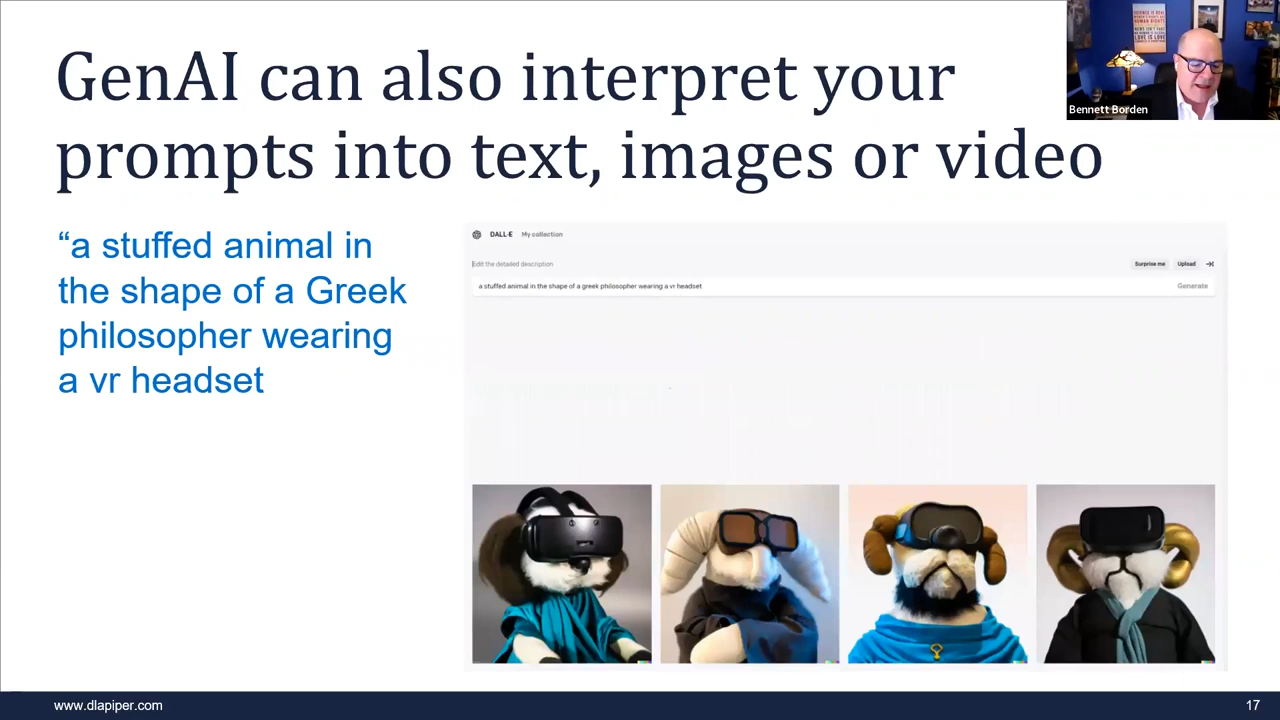 GenAI can also interpret your
prompts into text, images or video
Bennett Borden
“a stuffed animal in
the shape of a Greek
philosopher wearing
a vr headset
DALL·E My collection
Edit the detailed description
Surprise me Upload
a stuffed animal in the shape of a greek philosopher wearing a vr headset
Generate
www.dlapiper.com
17